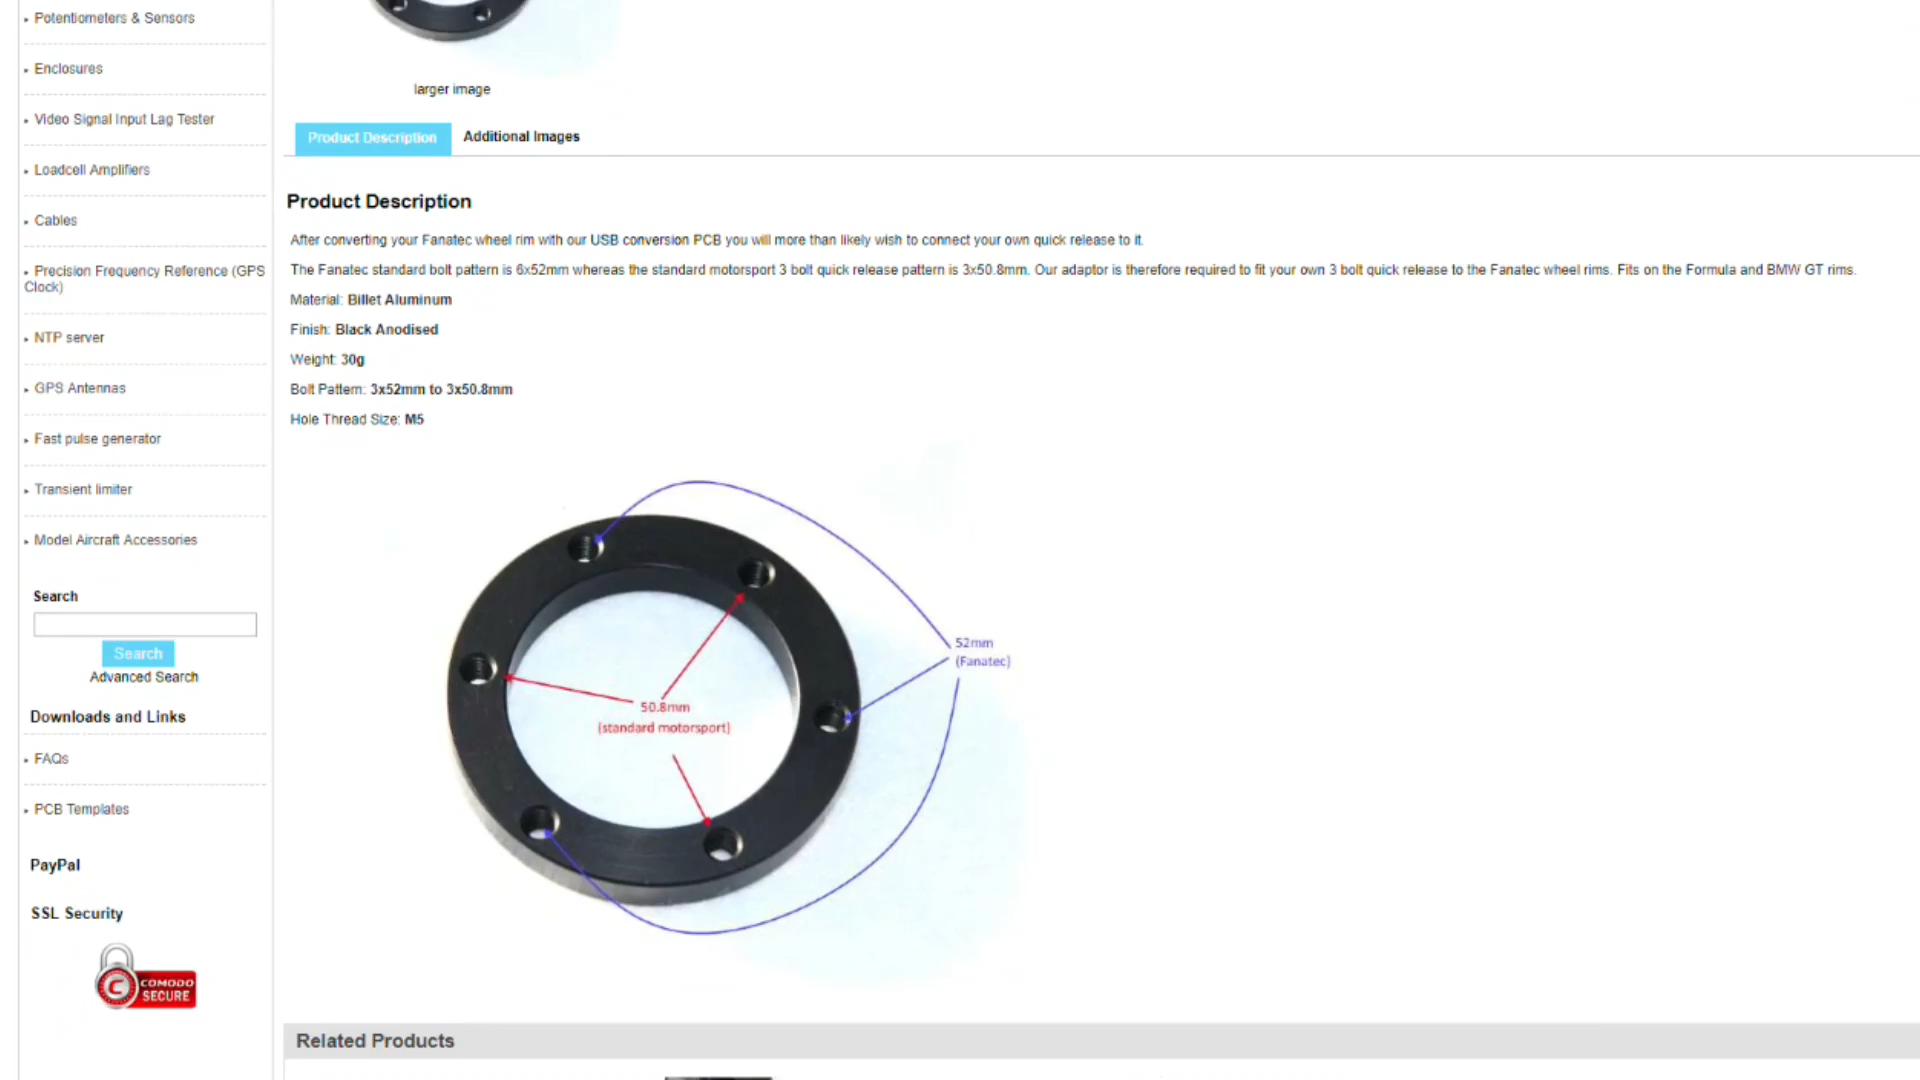 Potentiometers & Sensors
Enclosures
Video Signal Input Lag Tester
Loadcell Amplifiers
Cables
Precision Frequency Reference (GPS
Clock)
NTP server
GPS Antennas
Fast pulse generator
Transient limiter
Model Aircraft Accessories
Search
Search
Advanced Search
Downloads and Links
FAQs
PCB Templates
PayPal
SSL Security
C COMODO
SECURE
larger image
Product Description Additional Images
Product Description
After converting your Fanatec wheel rim with our USB conversion PCB you will more than likely wish to connect your own quick release to it.
The Fanatec standard bolt pattern is 6x52mm whereas the standard motorsport 3 bolt quick release pattern is 3x50.8mm. Our adaptor is therefore required to fit your own 3 bolt quick release to the Fanatec wheel rims. Fits on the Formula and BMW GT rims.
Material: Billet Aluminum
Finish: Black Anodised
Weight: 30g
Bolt Pattern: 3x52mm to 3x50.8mm
Hole Thread Size: M5
52mm
(Fanatec)
50.8mm
(standard motorsport)
Related Products